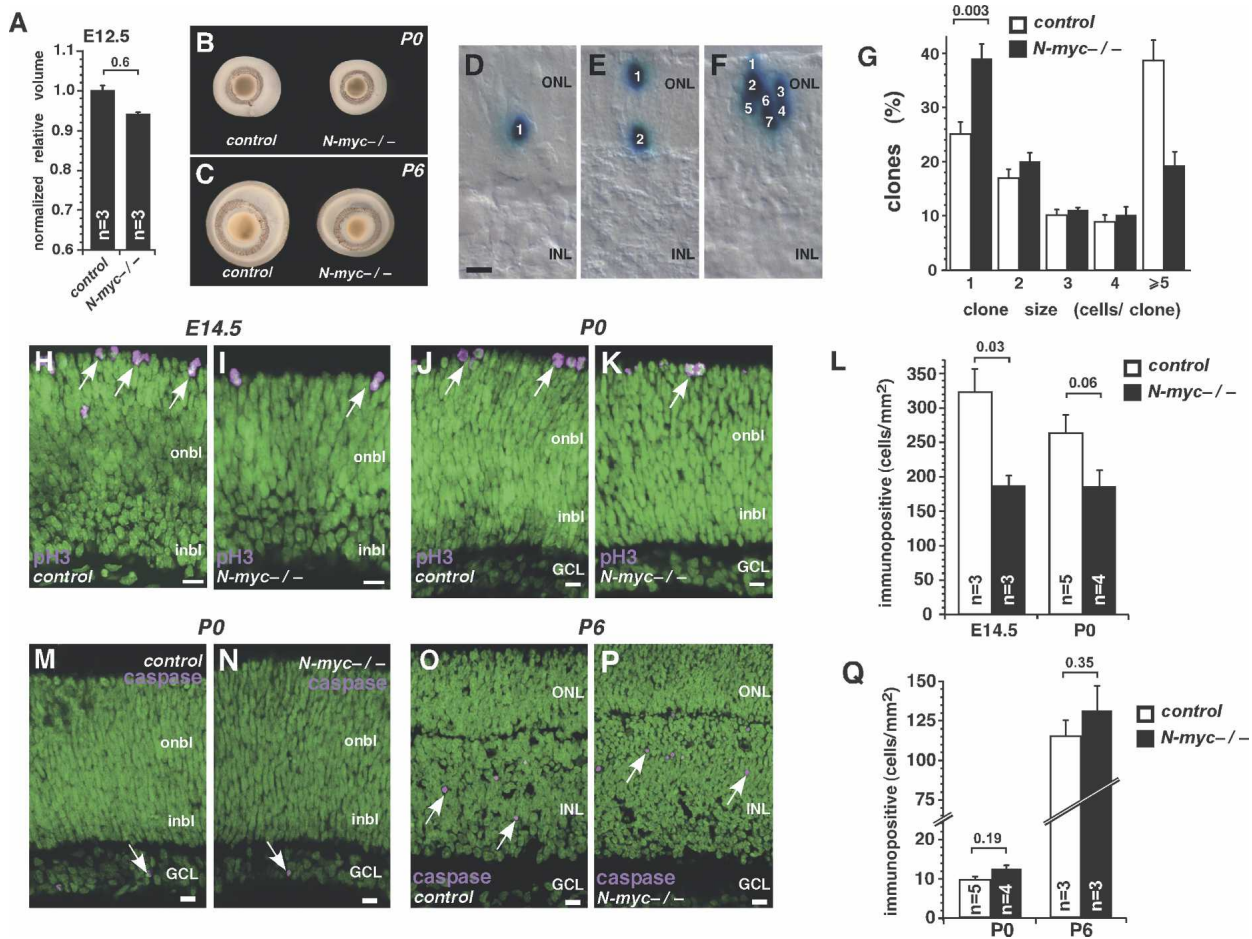 A
E12.5
normalized relative volume
1.1
1.0
0.9
0.8
0.7
0.6
0.6
n=3
n=3
control
N-myc−/−
B
P0
control
N-myc−/−
C
P6
control
N-myc−/−
D
1
E
ONL
1
2
INL
F
ONL
1
2
3
6
5
4
7
INL
G
0.003
control
N-myc−/−
clones (%)
40
30
20
10
0
1 2 3 4 ⩾5
clone size (cells/ clone)
E14.5
P0
H
onbl
inbl
pH3
control
I
onbl
inbl
pH3
N-myc−/−
J
onbl
inbl
GCL
pH3
control
K
onbl
inbl
GCL
pH3
N-myc−/−
L
control
N-myc−/−
0.03
0.06
immunopositive (cells/mm²)
350
300
250
200
150
100
50
0
n=3
n=3
n=5
n=4
E14.5
P0
P0
P6
M
control
caspase
onbl
inbl
GCL
N
N-myc−/−
caspase
onbl
inbl
GCL
O
ONL
INL
caspase
GCL
control
P
ONL
INL
caspase
GCL
N-myc−/−
Q
0.35
control
N-myc−/−
immunopositive (cells/mm²)
150
125
100
75
20
10
0
0.19
n=5
n=4
n=3
n=3
P0
P6